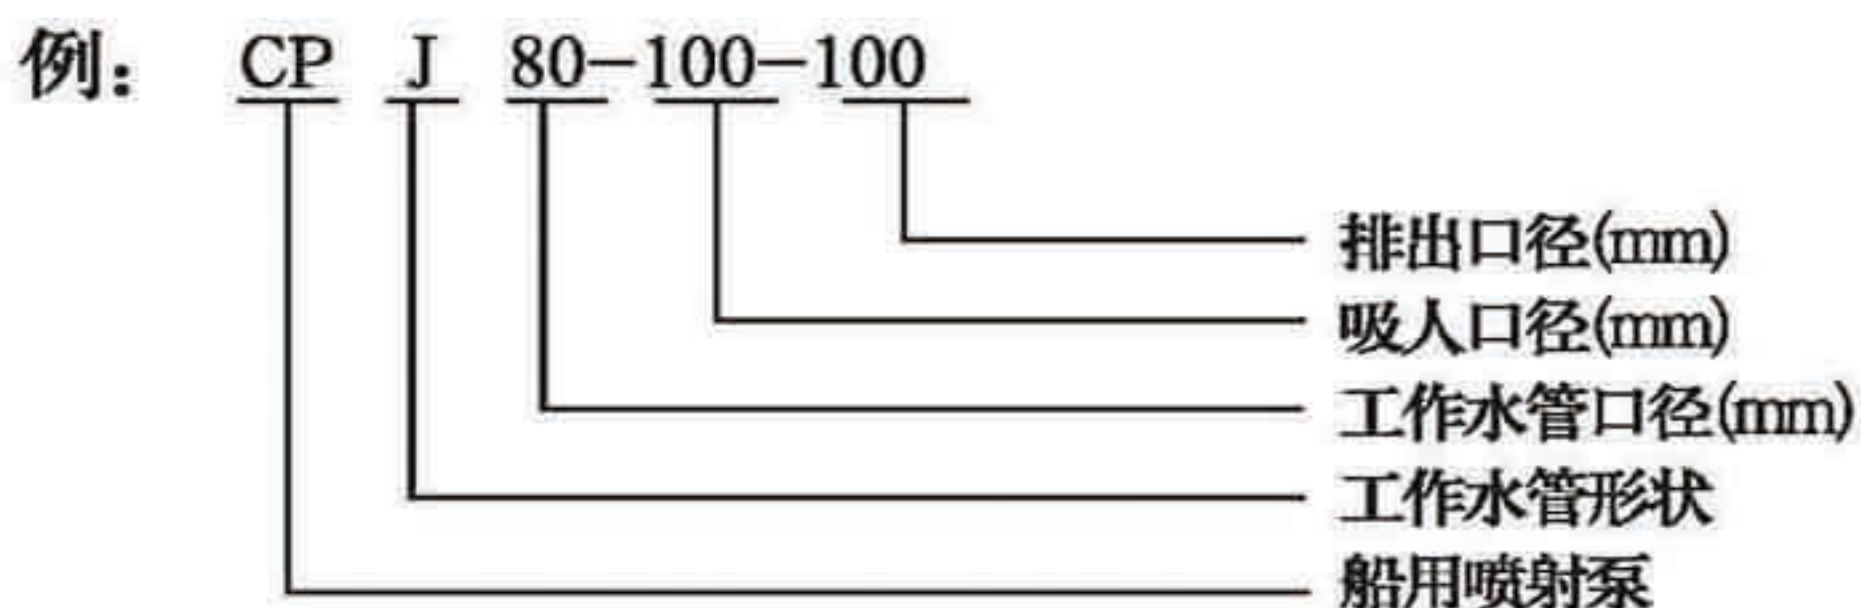 例： CP J 80-100-100
排出口径(mm)
吸人口径(mm)
工作水管口径(mm)
工作水管形状
船用喷射泵